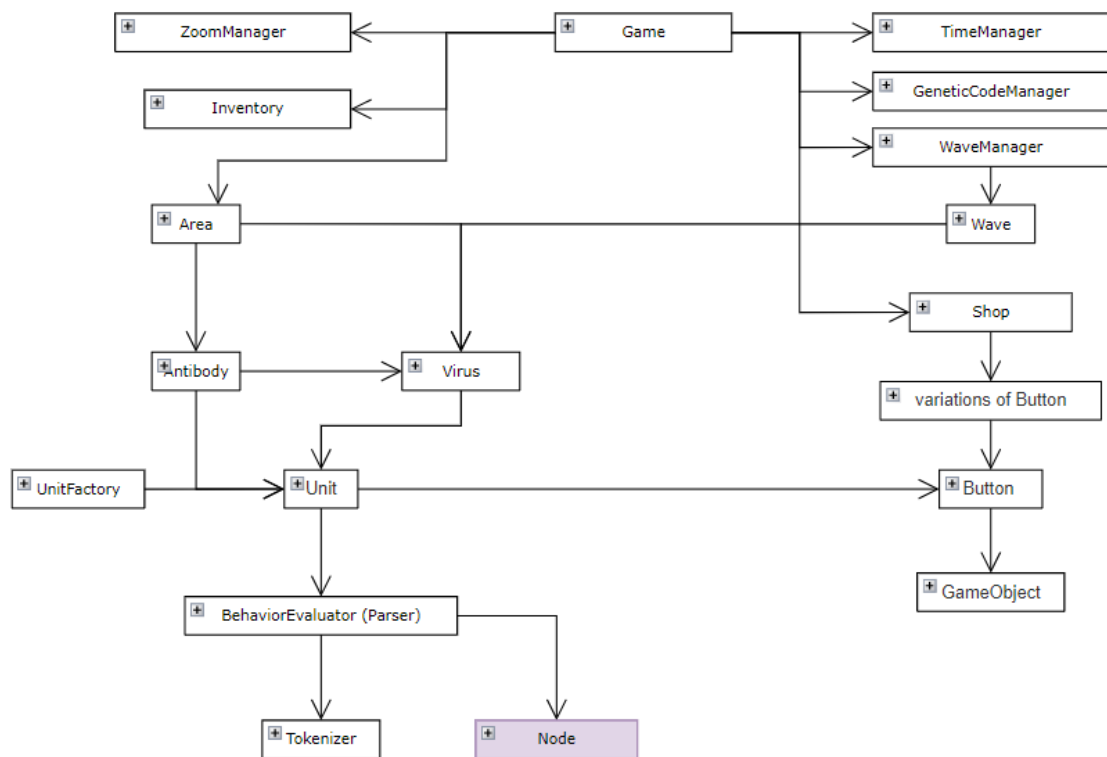 ZoomManager
Game
TimeManager
Inventory
GeneticCodeManager
WaveManager
Area
Wave
Shop
Antibody
Virus
variations of Button
UnitFactory
Unit
Button
GameObject
BehaviorEvaluator (Parser)
Tokenizer
Node